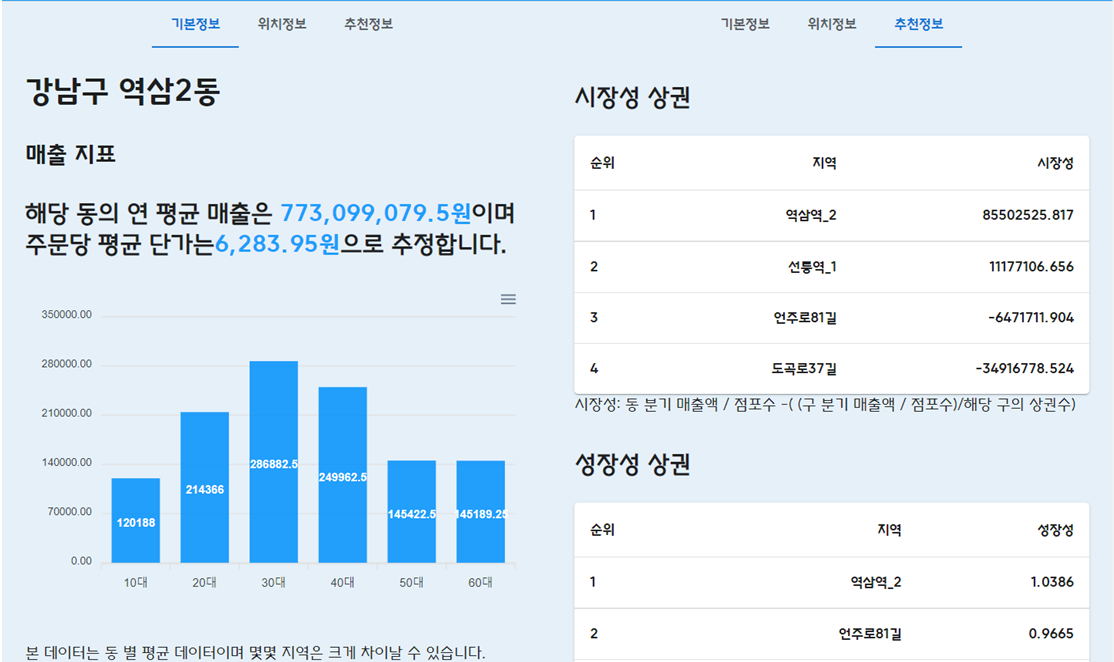 기본정보 위치정보 추천정보
강남구 역삼2동
매출 지표
해당 동의 연 평균 매출은 773,099,079.5원이며
주문당 평균 단가는6,283.95원으로 추정합니다.
350000.00
280000.00
210000.00
140000.00
70000.00
0.00
120188
214366
286882.5
249962.5
145422.5
145189.25
10대 20대 30대 40대 50대 60대
본 데이터는 동 별 평균 데이터이며 몇몇 지역은 크게 차이날 수 있습니다.
기본정보 위치정보 추천정보
시장성 상권
순위 지역 시장성
1 역삼역_2 85502525.817
2 선릉역_1 11177106.656
3 언주로81길 -6471711.904
4 도곡로37길 -34916778.524
시장성: 동 분기 매출액 / 점포수 -( (구 분기 매출액 / 점포수)/해당 구의 상권수)
성장성 상권
순위 지역 성장성
1 역삼역_2 1.0386
2 언주로81길 0.9665